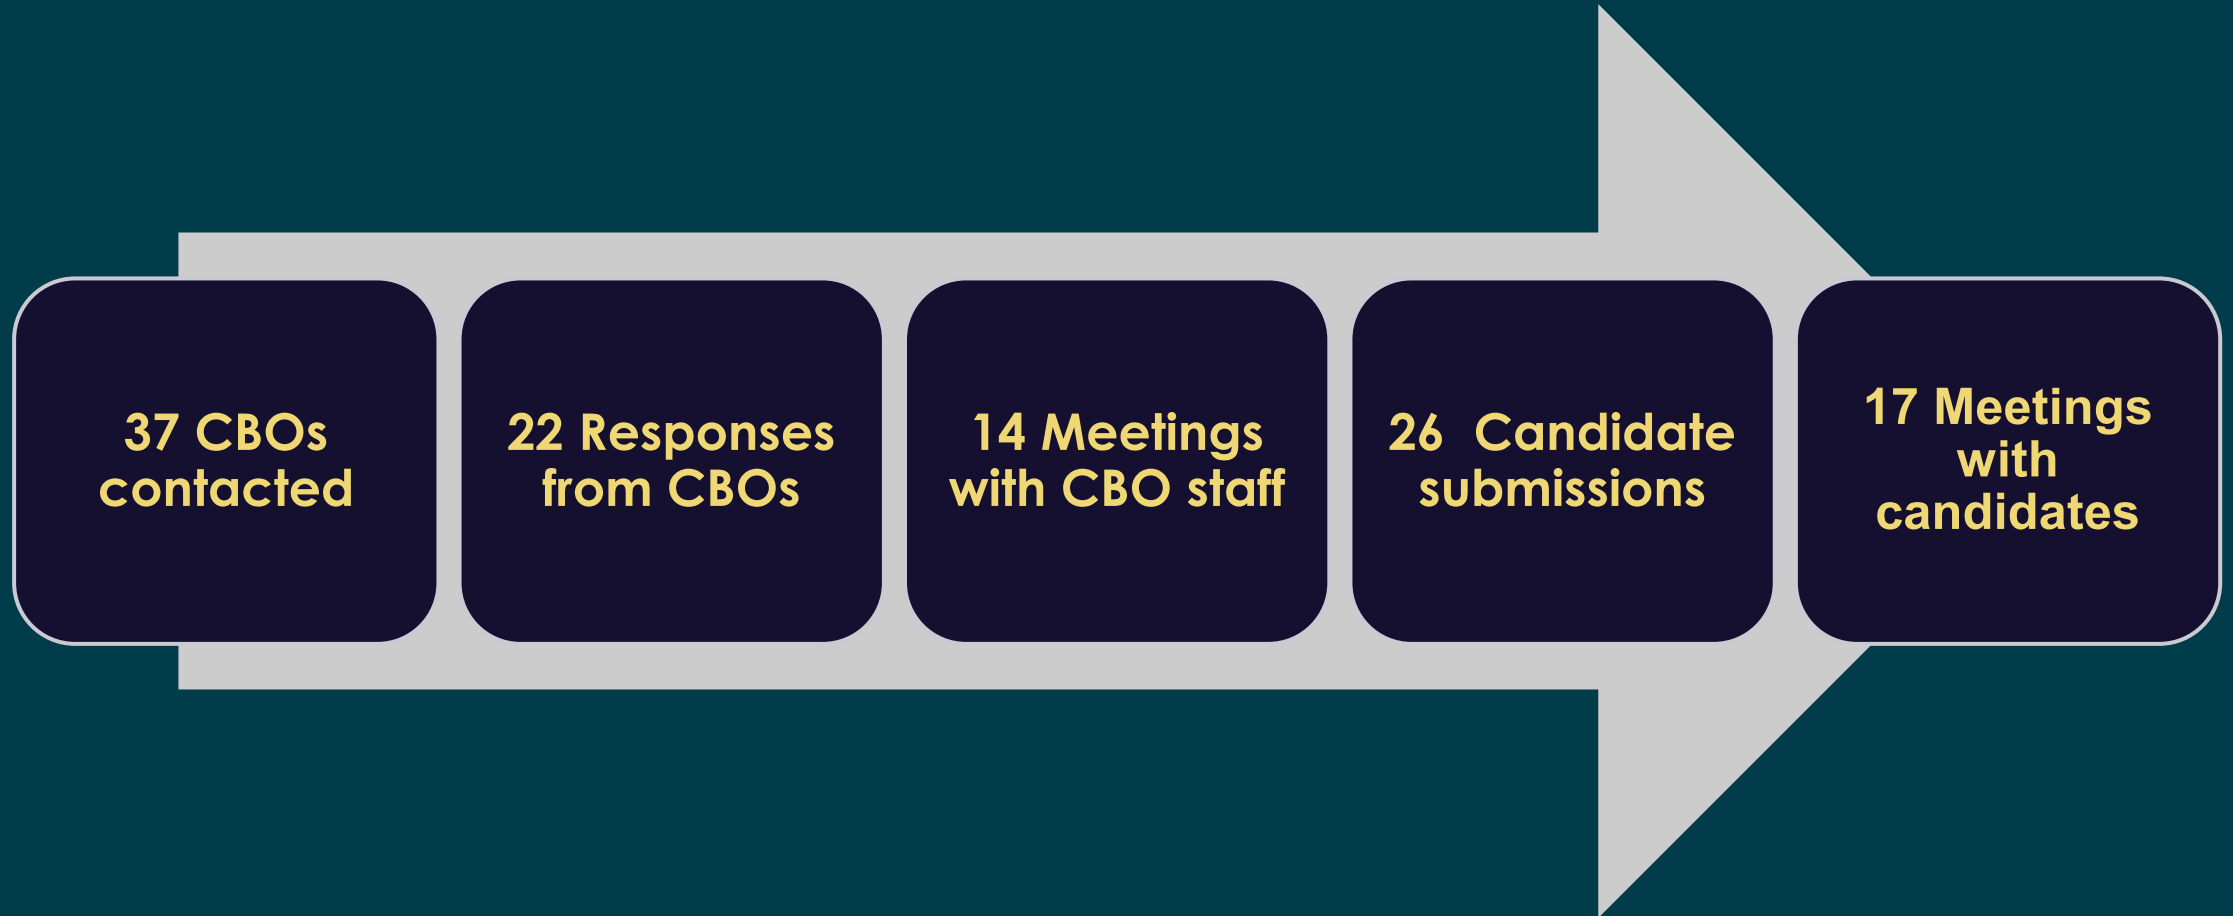 37 CBOs
contacted
22 Responses
from CBOs
14 Meetings
with CBO staff
26  Candidate
submissions
17 Meetings
with
candidates